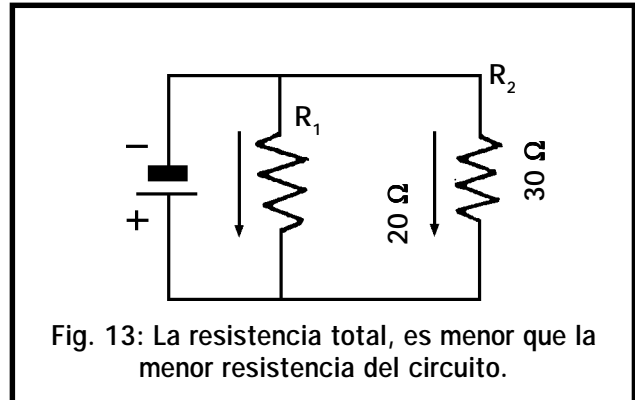 R₂
R₁
–
+
20 Ω
30 Ω
Fig. 13: La resistencia total, es menor que la
menor resistencia del circuito.